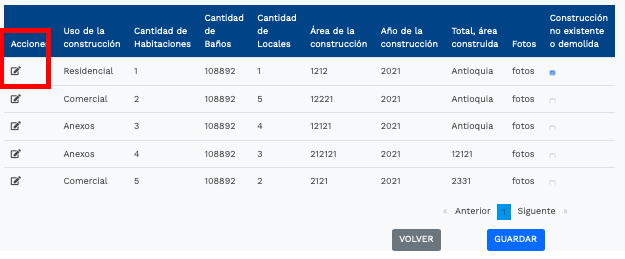 Accione Uso de la construcción Cantidad de Habitaciones Cantidad de Baños Cantidad de Locales Área de la construcción Año de la construcción Total, área construida Fotos Construcción no existente o demolida
Residencial 1 108892 1 1212 2021 Antioquia fotos
Comercial 2 108892 5 12221 2021 Antioquia fotos
Anexos 3 108892 4 12121 2021 Antioquia fotos
Anexos 4 108892 3 212121 2021 12121 fotos
Comercial 5 108892 2 2121 2021 2331 fotos
« Anterior 1 Siguente »
VOLVER GUARDAR